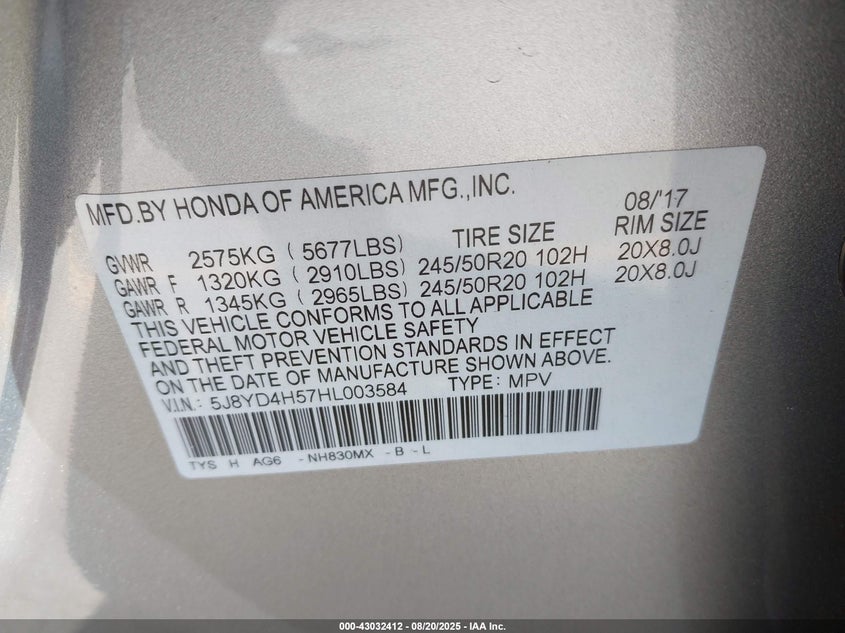 MFD.BY HONDA OF AMERICA MFG.,INC. 08/'17
GVWR 2575KG ( 5677LBS) TIRE SIZE RIM SIZE
GAWR F 1320KG ( 2910LBS) 245/50R20 102H 20X8.0J
GAWR R 1345KG ( 2965LBS) 245/50R20 102H 20X8.0J
THIS VEHICLE CONFORMS TO ALL APPLICABLE
FEDERAL MOTOR VEHICLE SAFETY
AND THEFT PREVENTION STANDARDS IN EFFECT
ON THE DATE OF MANUFACTURE SHOWN ABOVE.
V.I.N.: 5J8YD4H57HL003584 TYPE: MPV
TYS H AG6 -NH830MX -B -L
000-43032412 - 08/20/2025 - IAA Inc.